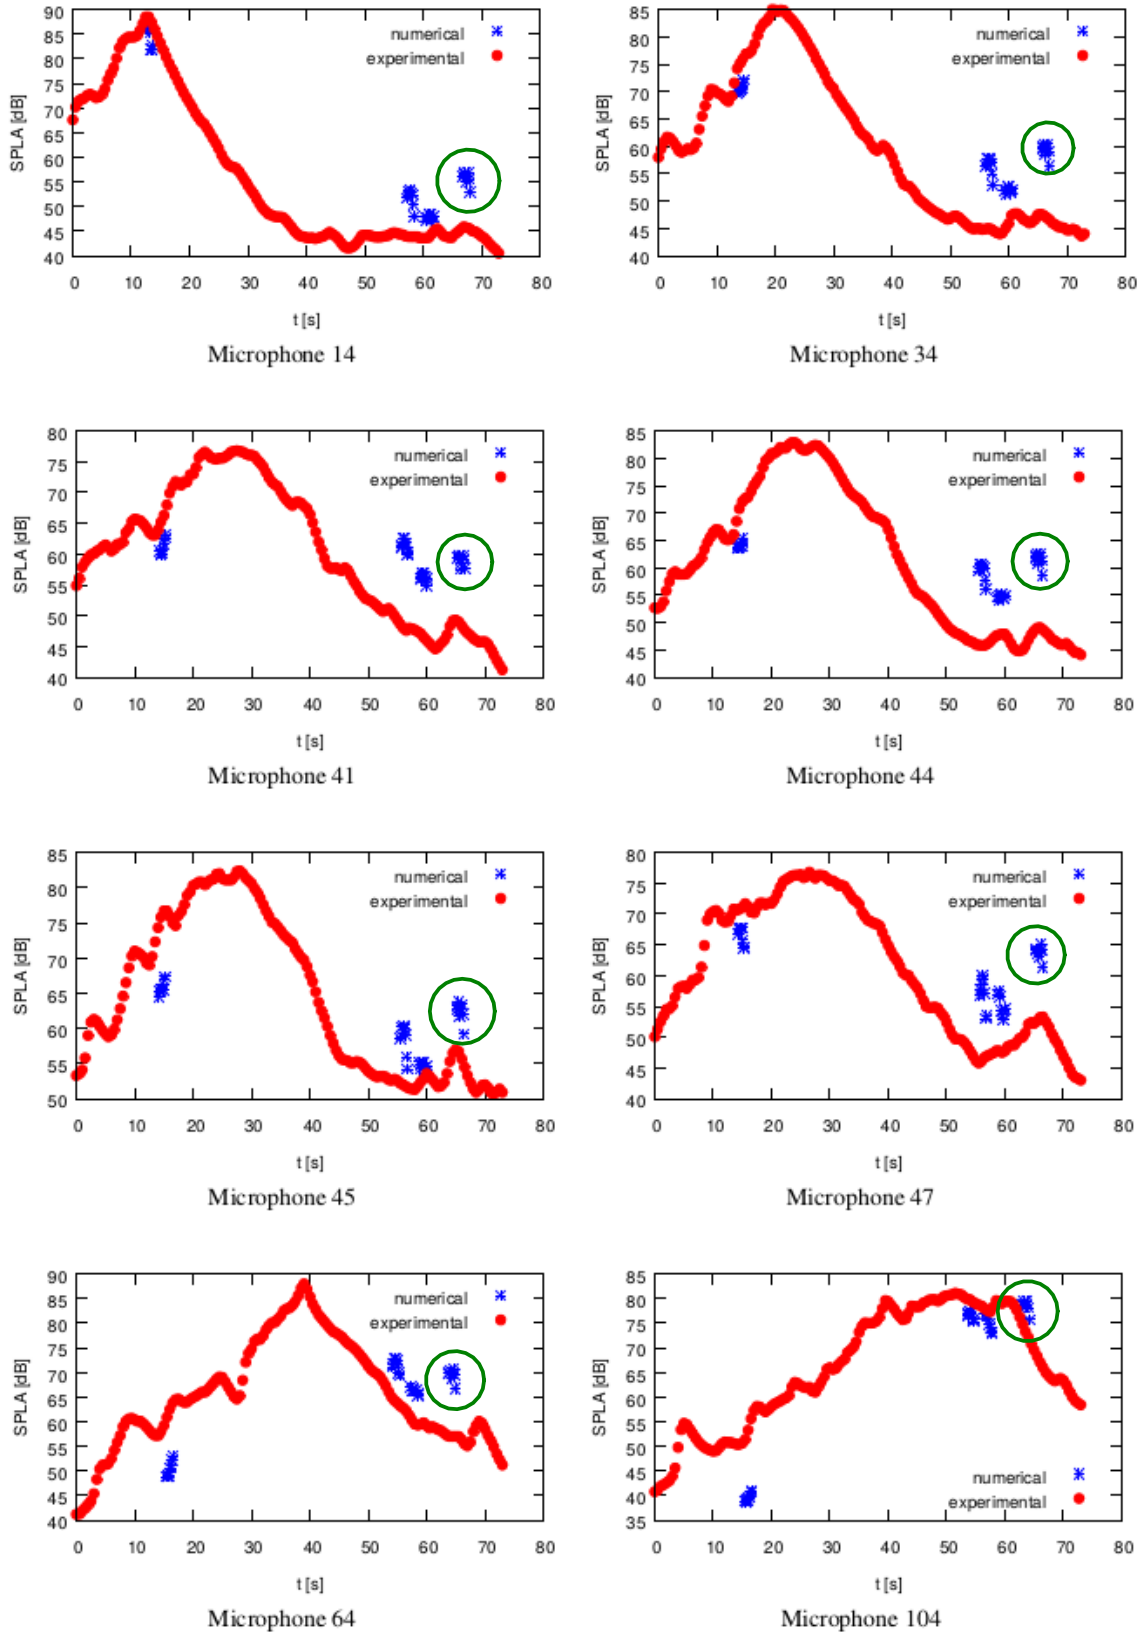 90
85
80
75
70
65
60
55
50
45
40
SPLA [dB]
numerical
experimental
0 10 20 30 40 50 60 70 80
t [s]
Microphone 14
85
80
75
70
65
60
55
50
45
40
SPLA [dB]
numerical
experimental
0 10 20 30 40 50 60 70 80
t [s]
Microphone 34
80
75
70
65
60
55
50
45
40
SPLA [dB]
numerical
experimental
0 10 20 30 40 50 60 70 80
t [s]
Microphone 41
85
80
75
70
65
60
55
50
45
40
SPLA [dB]
numerical
experimental
0 10 20 30 40 50 60 70 80
t [s]
Microphone 44
85
80
75
70
65
60
55
50
SPLA [dB]
numerical
experimental
0 10 20 30 40 50 60 70 80
t [s]
Microphone 45
80
75
70
65
60
55
50
45
40
SPLA [dB]
numerical
experimental
0 10 20 30 40 50 60 70 80
t [s]
Microphone 47
90
85
80
75
70
65
60
55
50
45
40
SPLA [dB]
numerical
experimental
0 10 20 30 40 50 60 70 80
t [s]
Microphone 64
85
80
75
70
65
60
55
50
45
40
35
SPLA [dB]
numerical
experimental
0 10 20 30 40 50 60 70 80
t [s]
Microphone 104